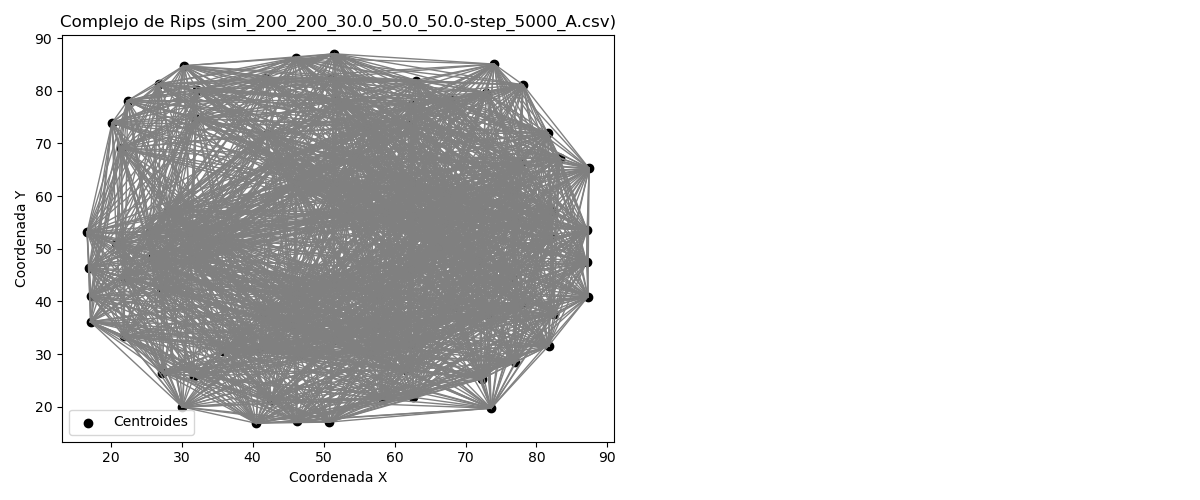 Complejo de Rips (sim_200_200_30.0_50.0_50.0-step_5000_A.csv)
90
80
70
60
50
40
30
20
Coordenada Y
Centroides
20 30 40 50 60 70 80 90
Coordenada X